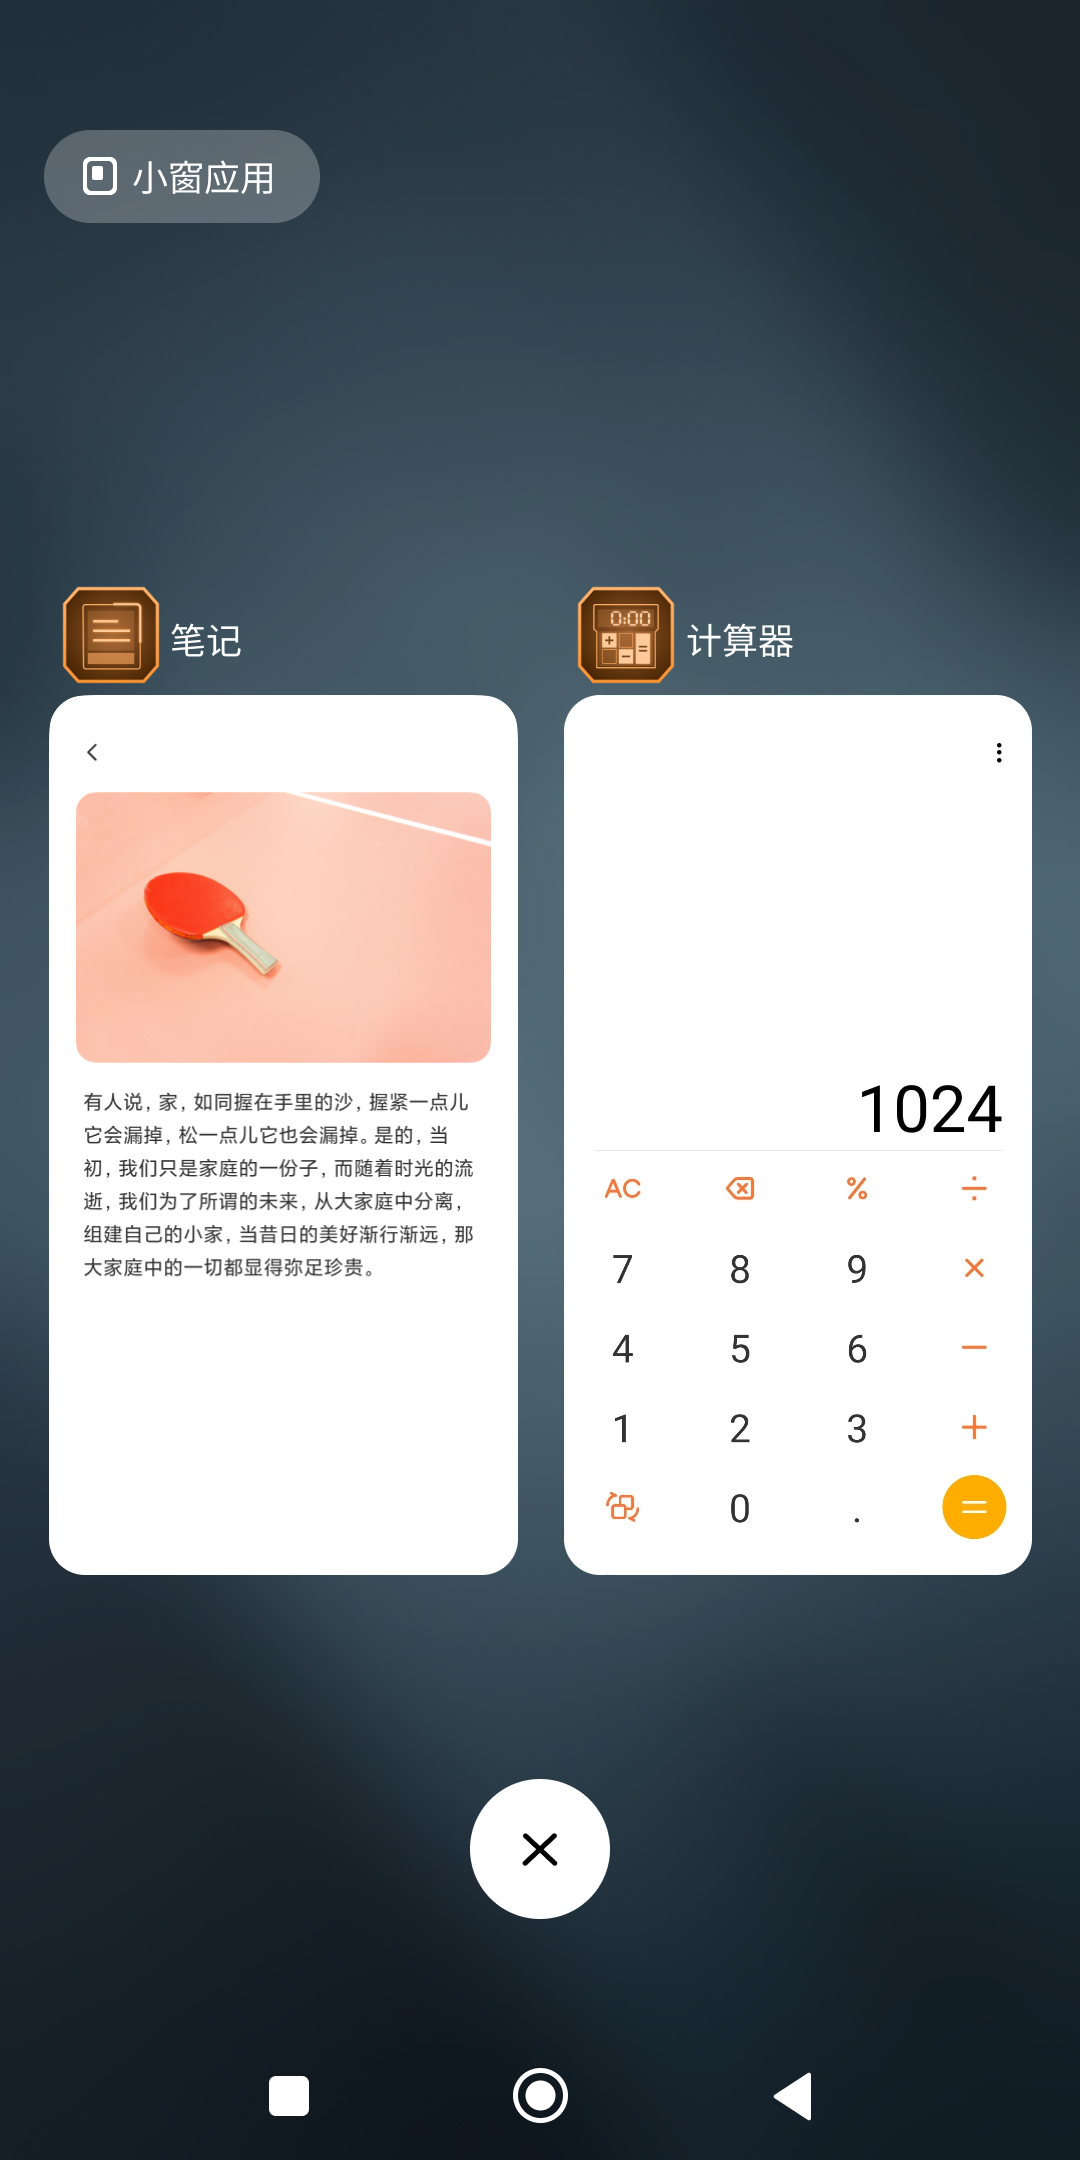 小窗应用
笔记
0:00
计算器
有人说, 家, 如同握在手里的沙, 握紧一点儿
它会漏掉, 松一点儿它也会漏掉。是的, 当
初, 我们只是家庭的一份子, 而随着时光的流
逝, 我们为了所谓的未来, 从大家庭中分离,
组建自己的小家, 当昔日的美好渐行渐远, 那
大家庭中的一切都显得弥足珍贵。
1024
AC % ÷
7 8 9 ×
4 5 6 −
1 2 3 +
0 . =